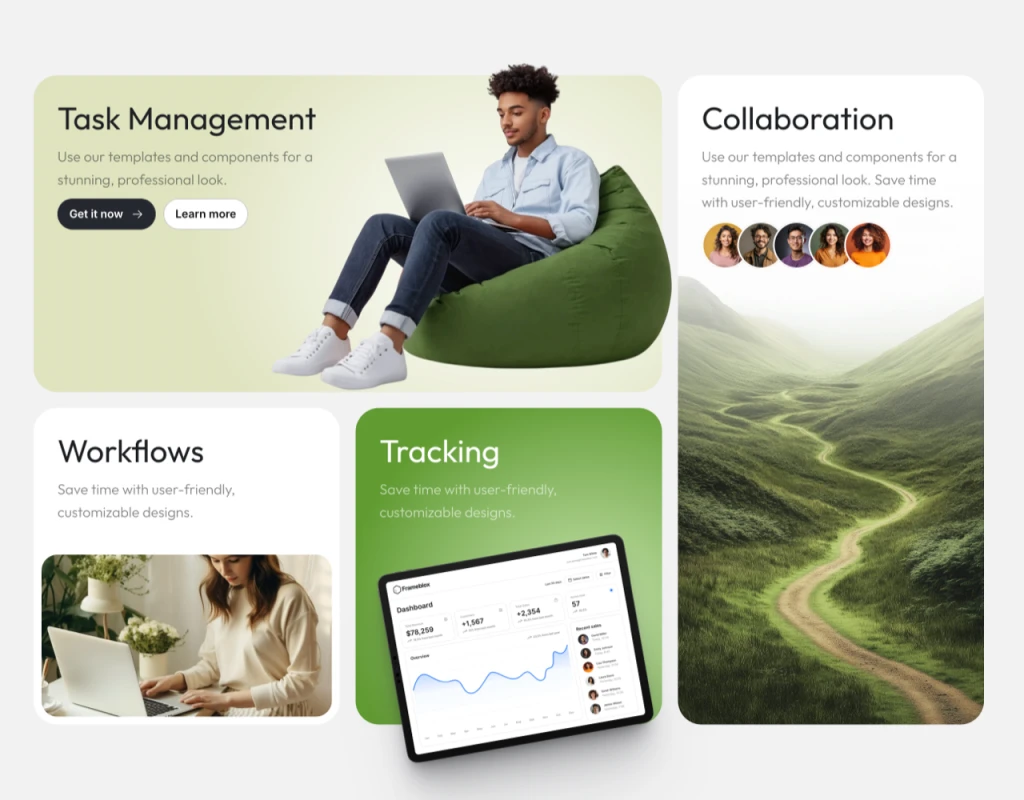 Task Management
Use our templates and components for a
stunning, professional look.
Get it now
Learn more
Collaboration
Use our templates and components for a
stunning, professional look. Save time
with user-friendly, customizable designs.
Workflows
Save time with user-friendly,
customizable designs.
Tracking
Save time with user-friendly,
customizable designs.
Frameblox
Dashboard
$78,259
+1,567
+2,354
57
Overview
Recent sales